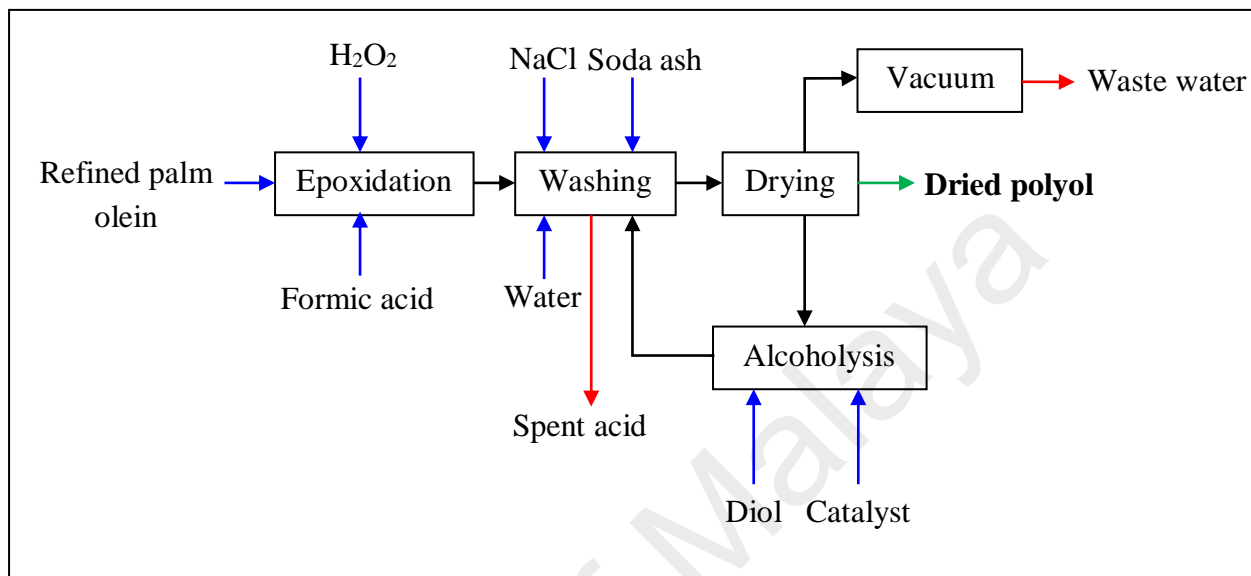 H₂O₂
NaCl Soda ash
Vacuum
Waste water
Refined palm
olein
Epoxidation
Washing
Drying
Dried polyol
Formic acid
Water
Alcoholysis
Spent acid
Diol Catalyst
f Malaya